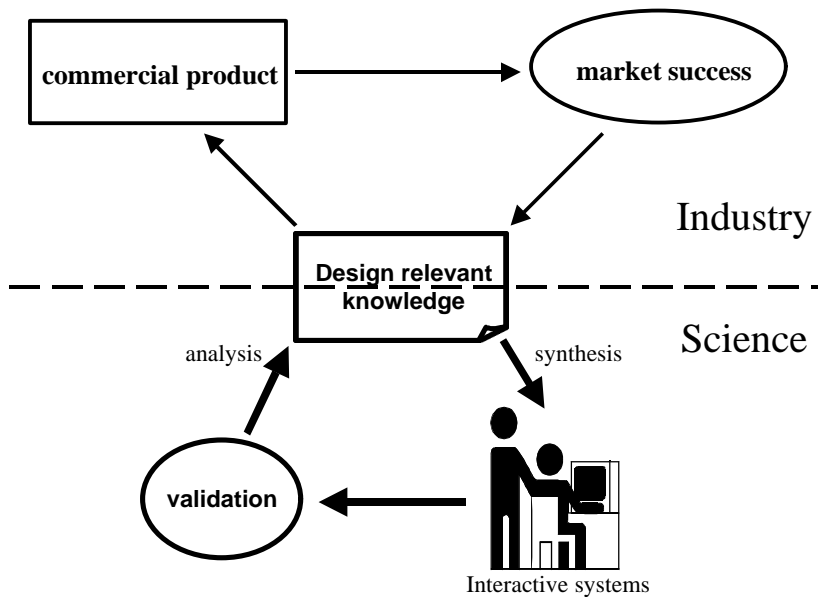 commercial product
market success
Industry
Design relevant
knowledge
Science
analysis
synthesis
validation
Interactive systems